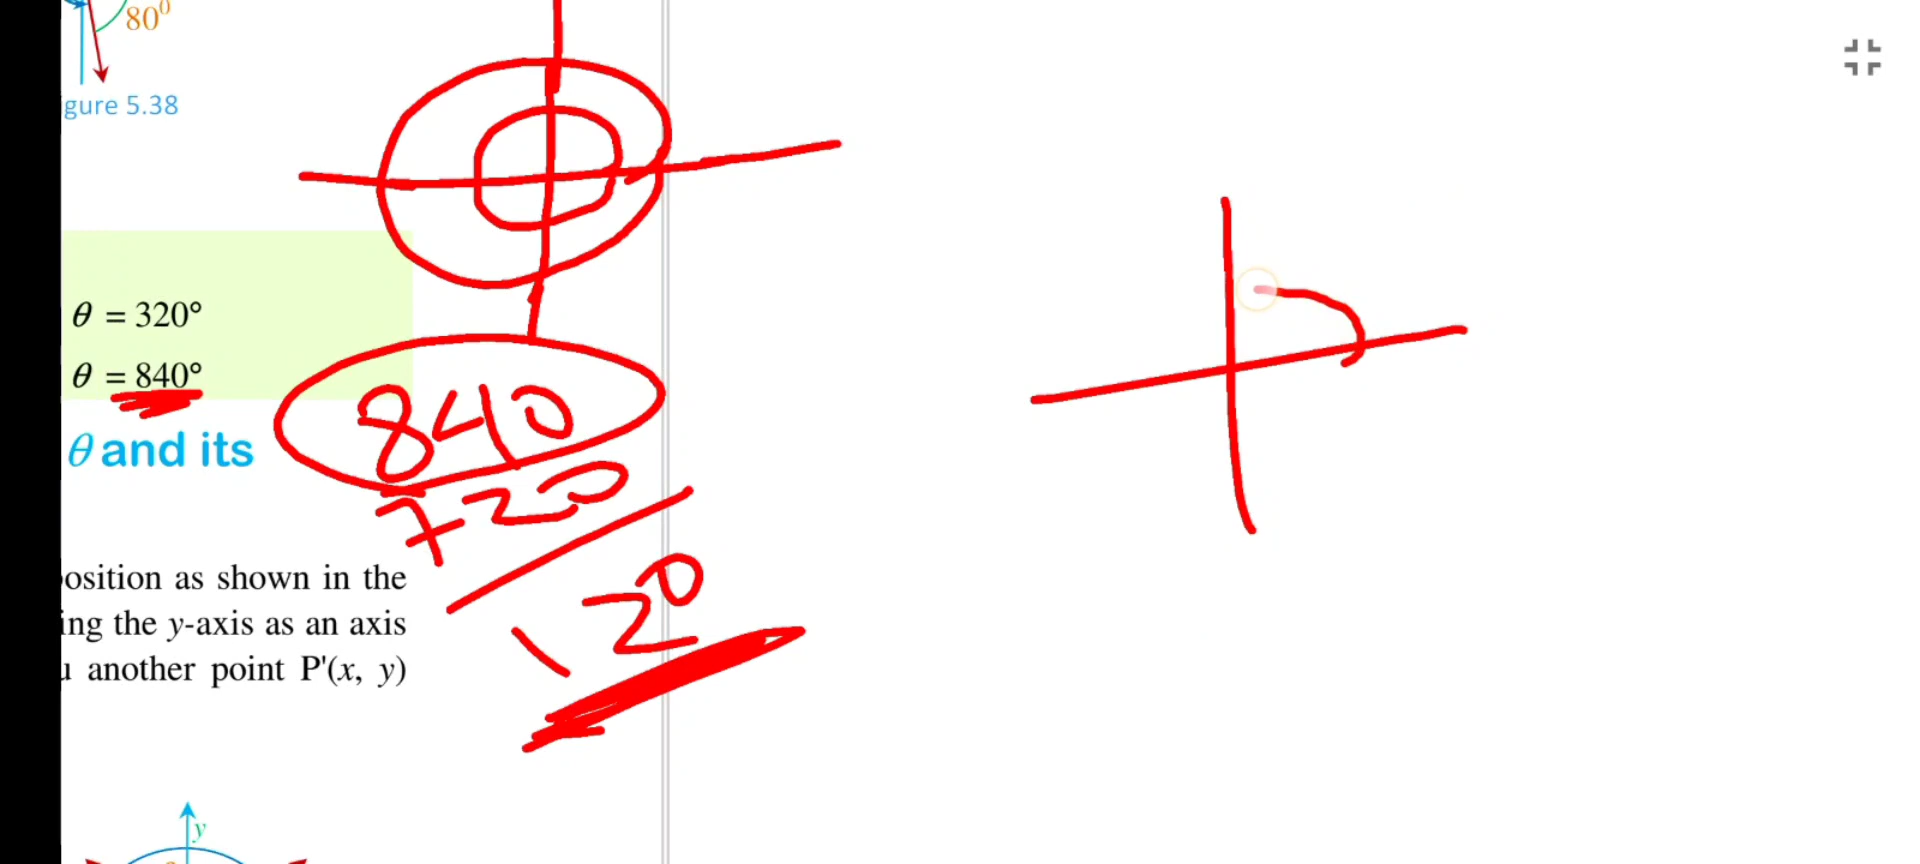 80⁰
gure 5.38
θ = 320°
θ = 840°
840
720
120
θ and its
osition as shown in the
ing the y-axis as an axis
another point P'(x, y)
y